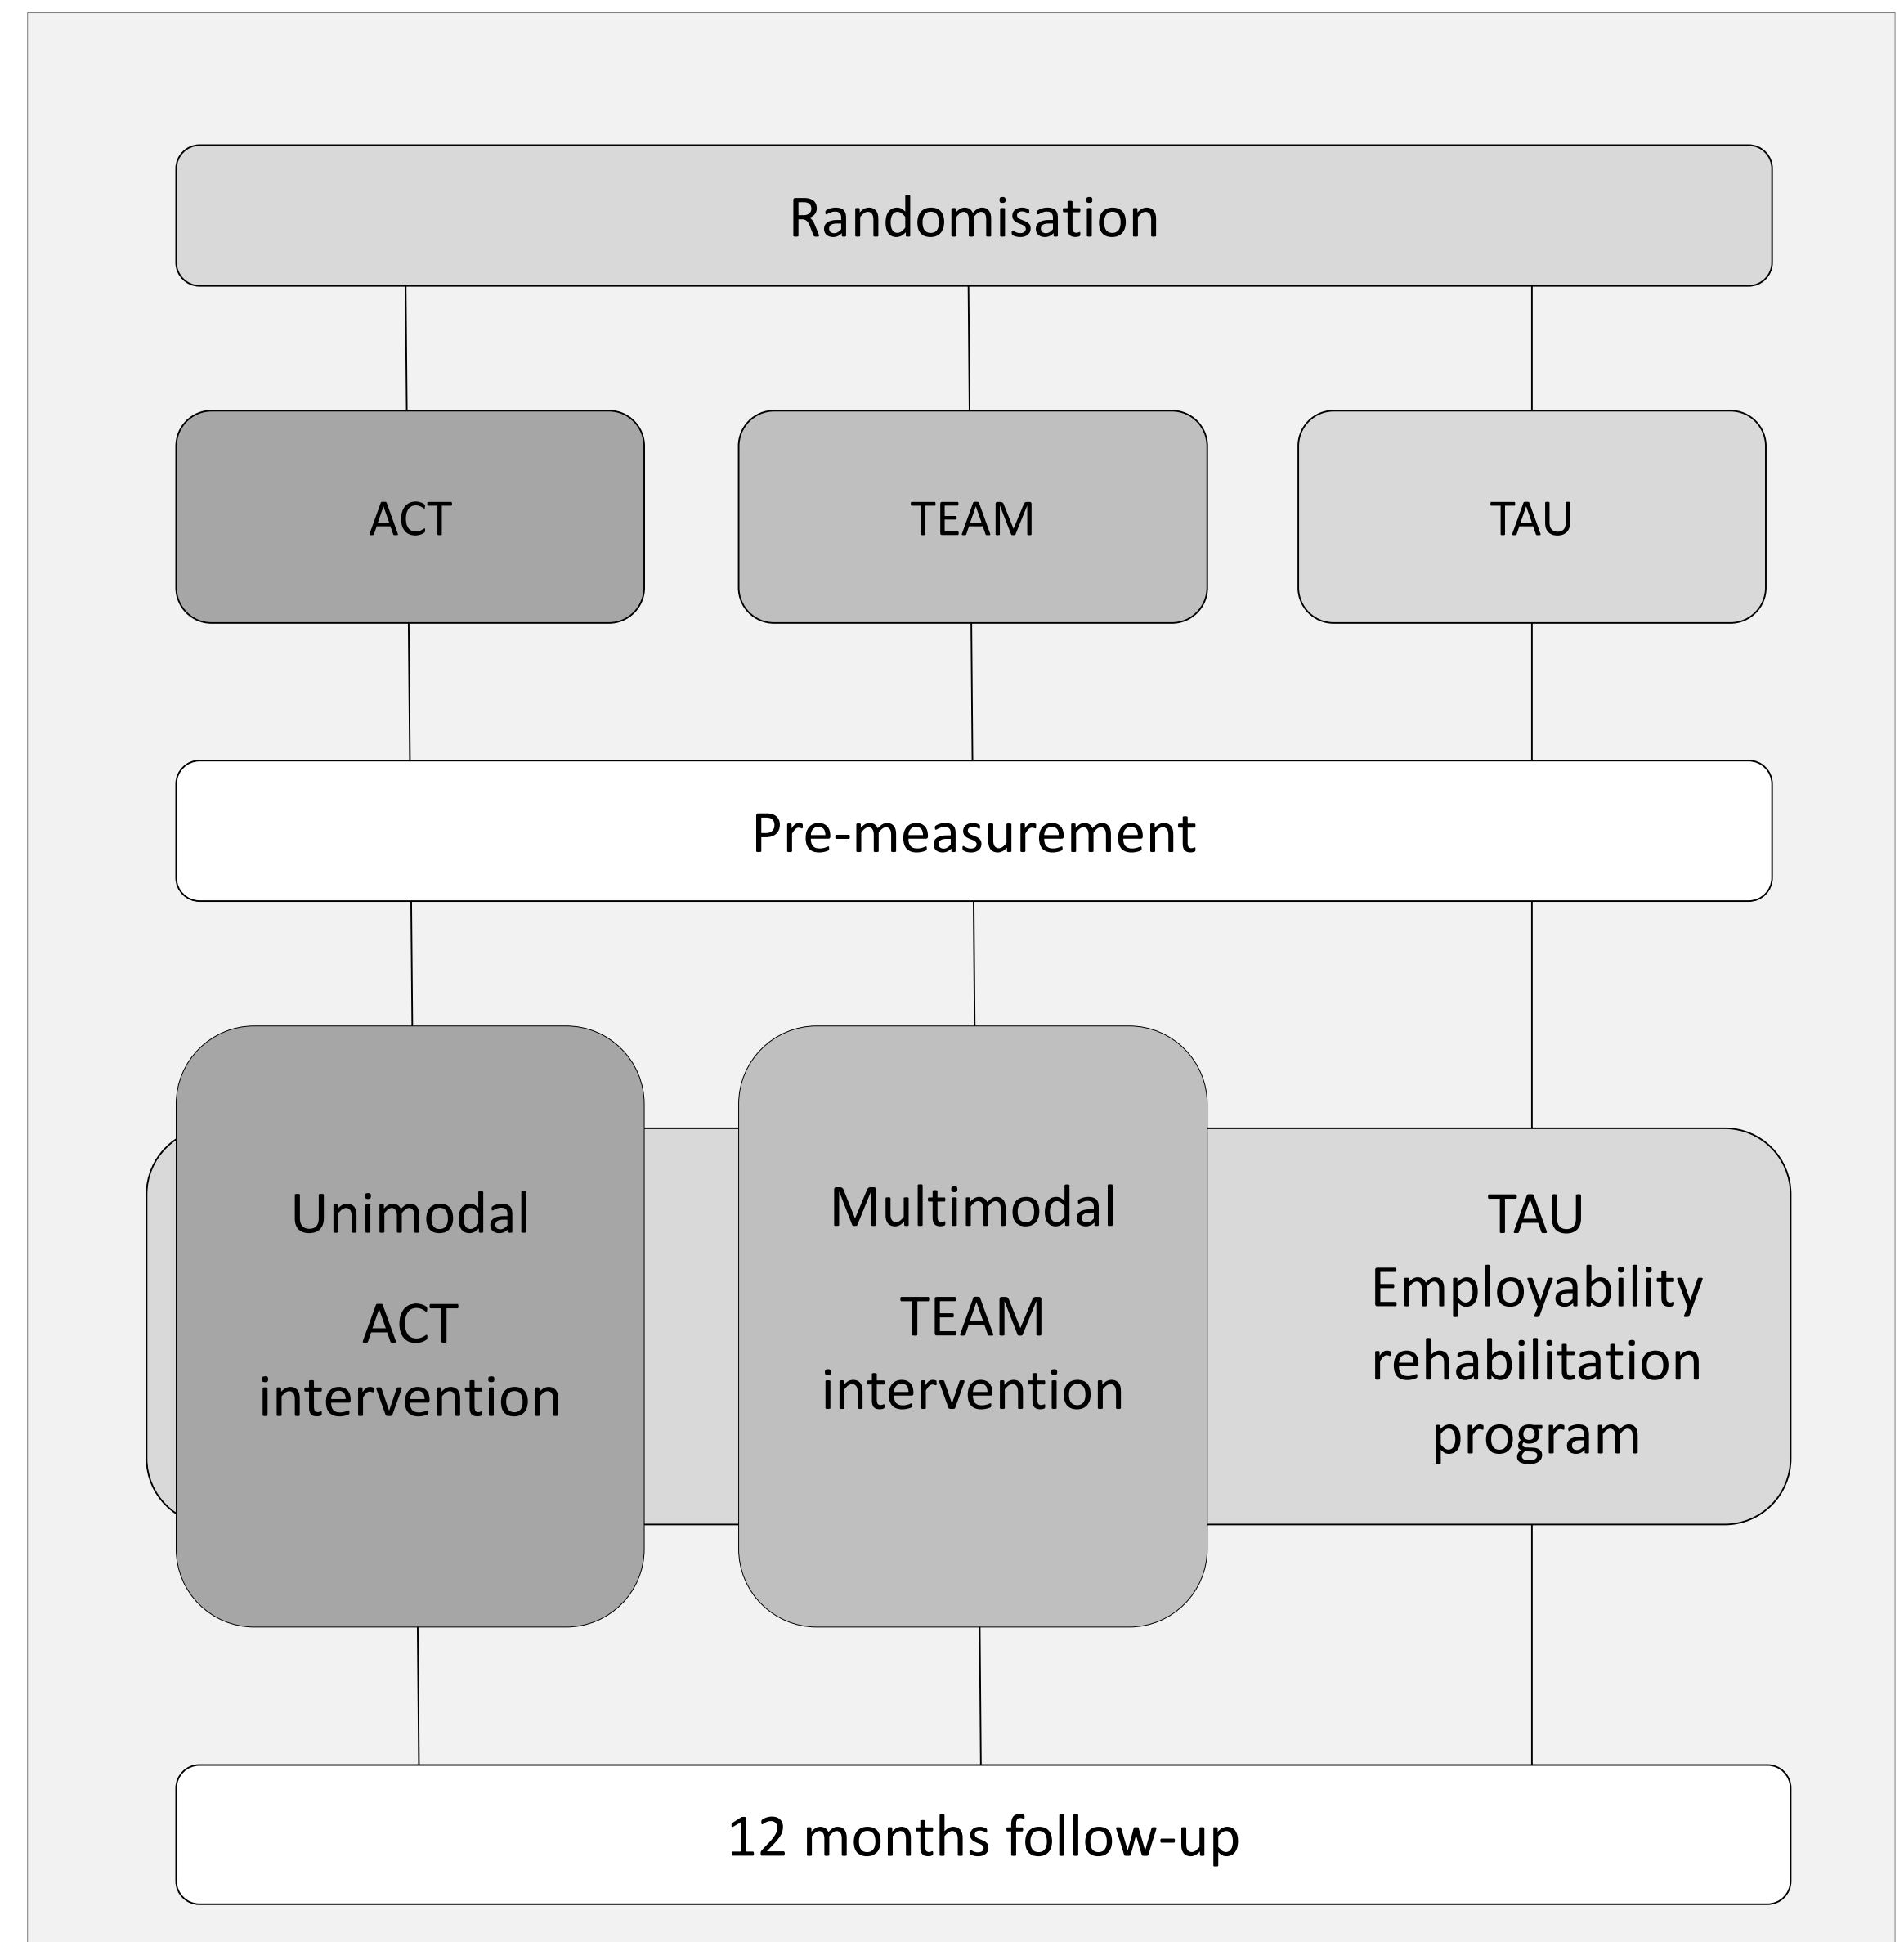 Randomisation
ACT
TEAM
TAU
Pre-measurement
Unimodal
ACT
intervention
Multimodal
TEAM
intervention
TAU
Employability
rehabilitation
program
12 months follow-up